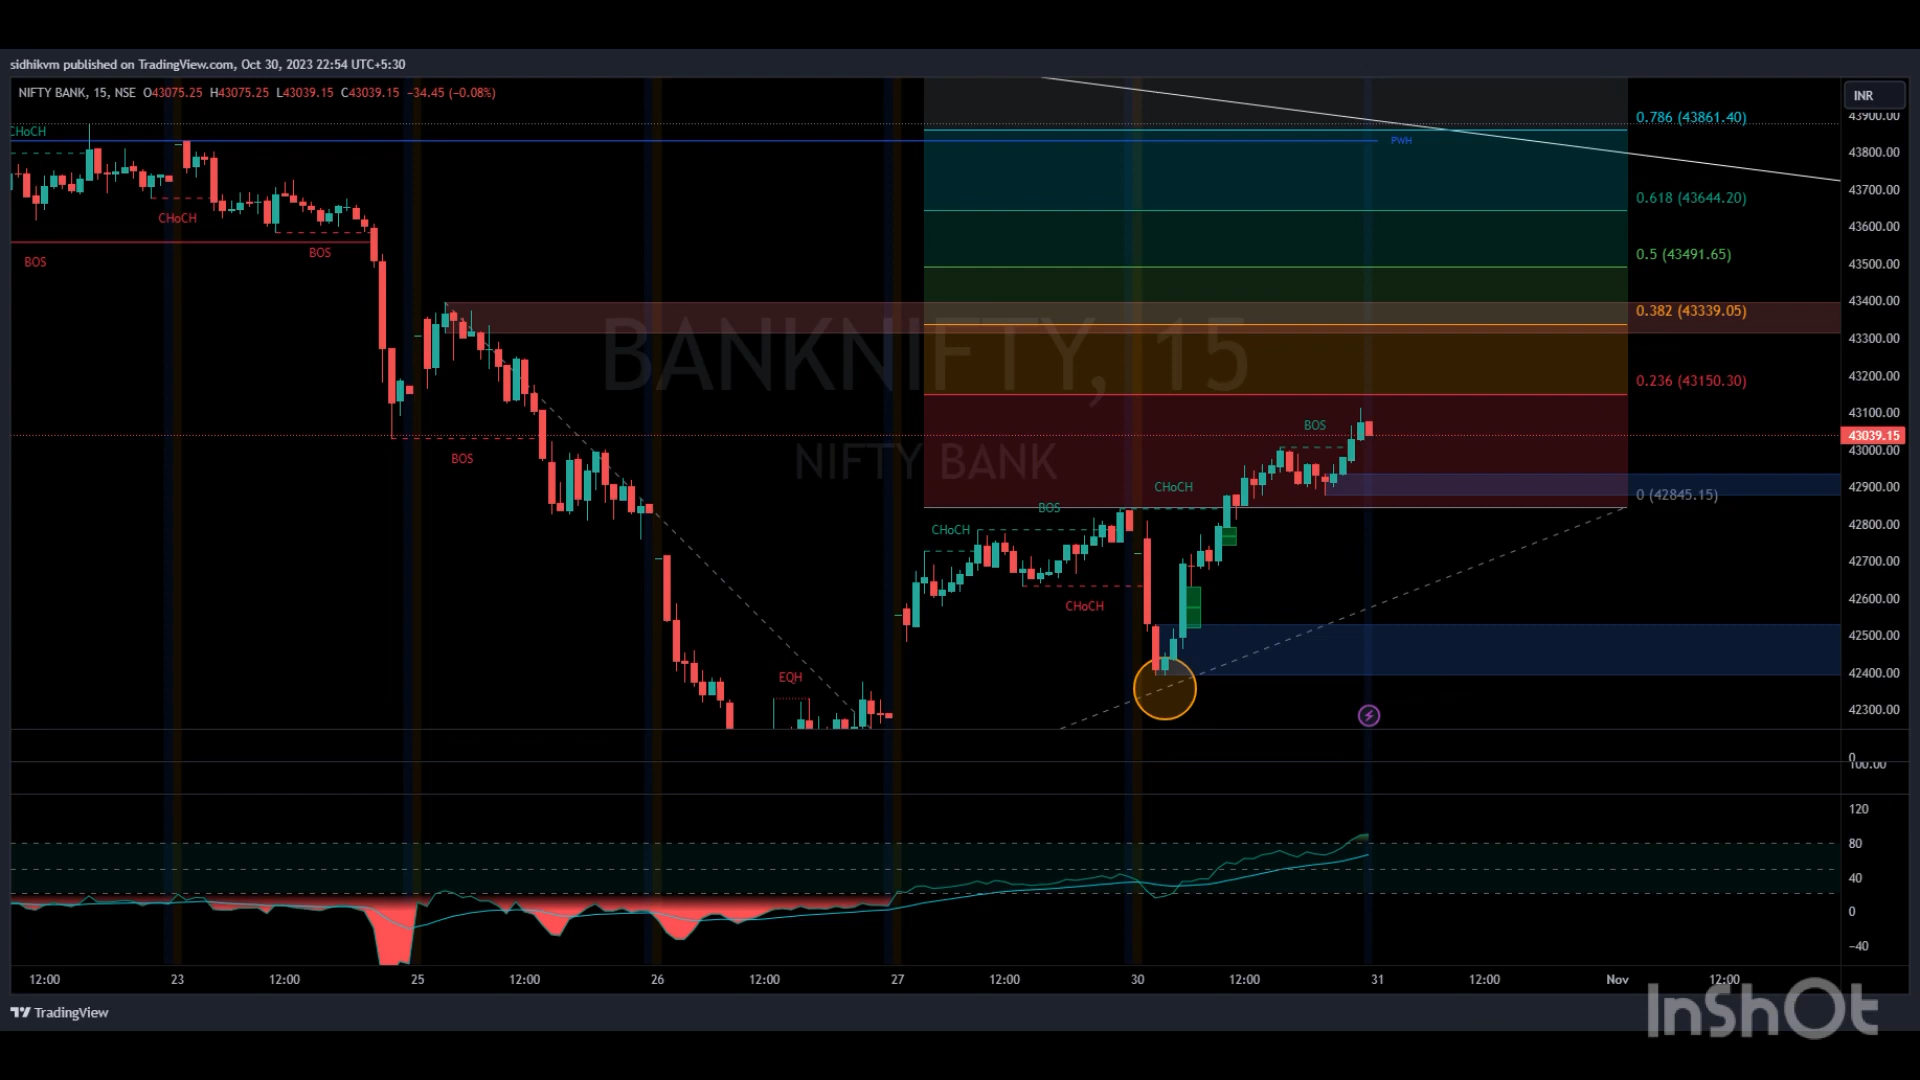 sidhikvm published on TradingView.com, Oct 30, 2023 22:54 UTC+5:30
NIFTY BANK, 15, NSE O43075.25 H43075.25 L43039.15 C43039.15 −34.45 (−0.08%)
INR
43900.00
0.786 (43861.40)
CHoCH
PWH
43800.00
43700.00
0.618 (43644.20)
CHoCH
43600.00
BOS
BOS
0.5 (43491.65)
43500.00
43400.00
0.382 (43339.05)
43300.00
BANKNIFTY, 15
43200.00
0.236 (43150.30)
43100.00
BOS
43039.15
43000.00
BOS
NIFTY BANK
CHoCH
42900.00
0 (42845.15)
BOS
CHoCH
42800.00
42700.00
42600.00
CHoCH
42500.00
42400.00
EQH
42300.00
0
100.00
120
80
40
0
−40
12:00 23 12:00 25 12:00 26 12:00 27 12:00 30 12:00 31 12:00 Nov 12:00
TradingView
InShOt